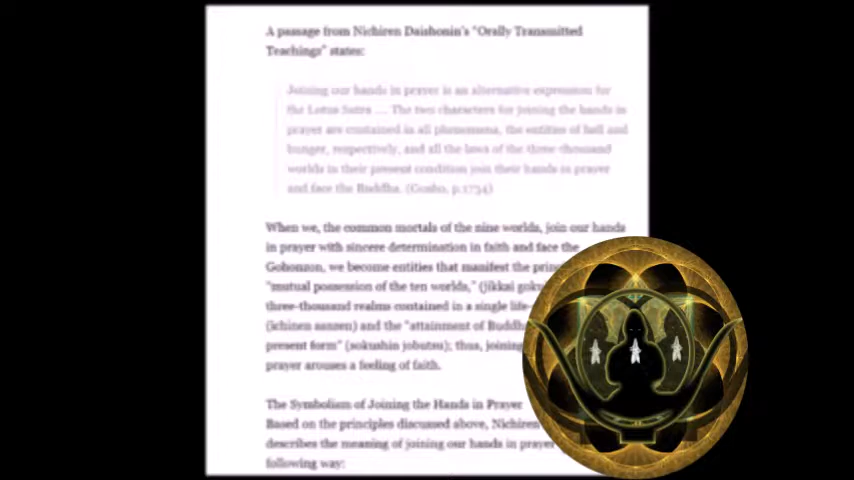 A passage from Nichiren Daishonin's "Orally Transmitted
Teachings" states:
Joining our hands in prayer is an alternative expression for
the Lotus Sutra ... The two characters for joining the hands in
prayer are contained in all phenomena, the entities of hell and
hunger, respectively, and all the laws of the three-thousand
worlds in their present condition join their hands in prayer
and face the Buddha. (Gosho, p.1734)
When we, the common mortals of the nine worlds, join our hands
in prayer with sincere determination in faith and face the
Gohonzon, we become entities that manifest the princ
"mutual possession of the ten worlds," (jikkai goku
three-thousand realms contained in a single life-
(ichinen sanzen) and the "attainment of Buddh
present form" (sokushin jobutsu); thus, joining
prayer arouses a feeling of faith.
The Symbolism of Joining the Hands in Prayer
Based on the principles discussed above, Nichiren
describes the meaning of joining our hands in prayer
following way: